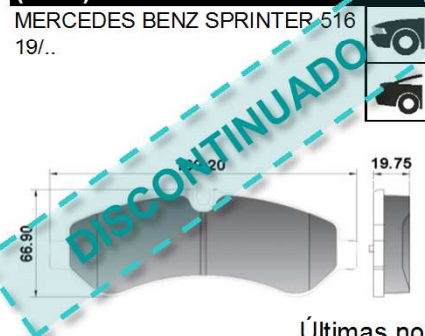 MERCEDES BENZ SPRINTER 516
19/..
DISCONTINUADO
19.75
66.90
Últimas no